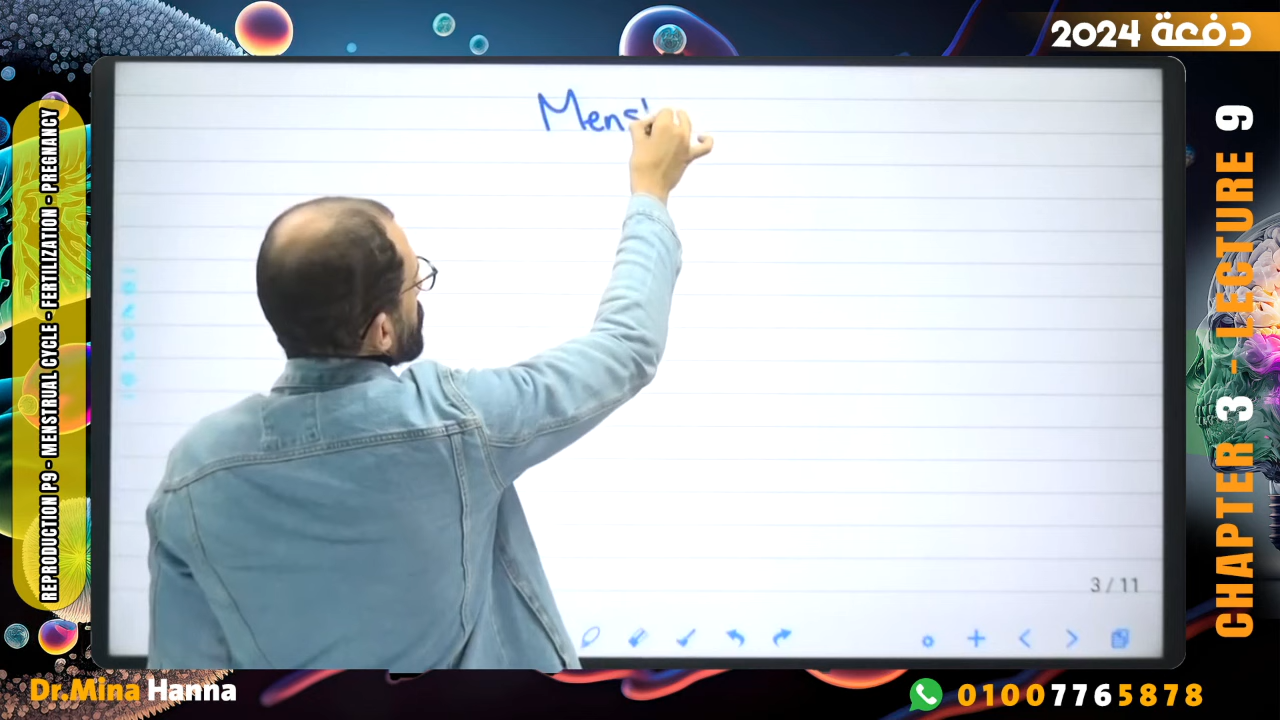 دفعة 2024
Mens
REPRODUCTION P9 - MENSTRUAL CYCLE - FERTILIZATION - PREGNANCY
CHAPTER 3 - LECTURE 9
3 / 11
Dr.Mina Hanna
01007765878